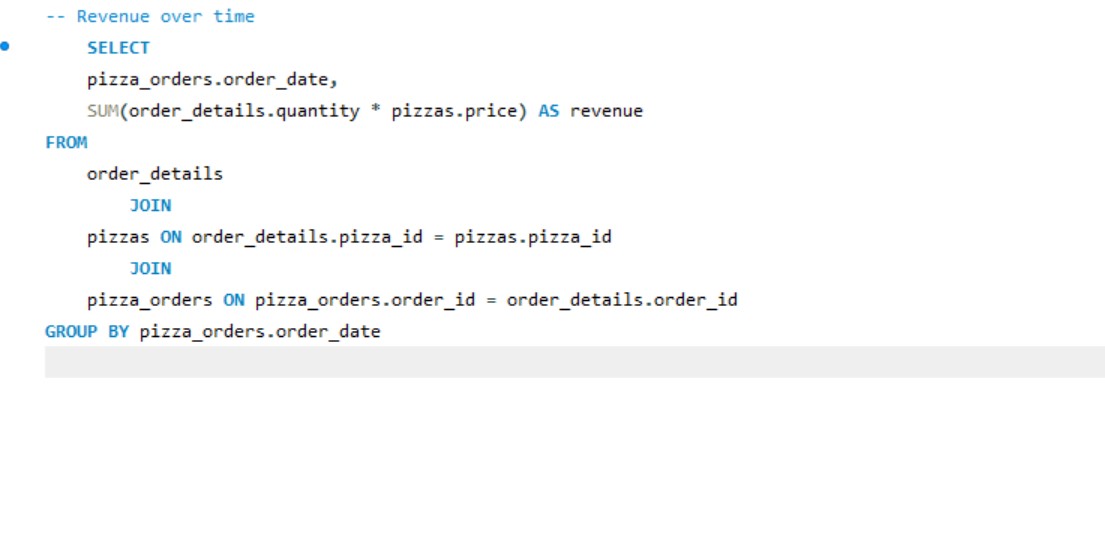 -- Revenue over time
SELECT
pizza_orders.order_date,
SUM(order_details.quantity * pizzas.price) AS revenue
FROM
order_details
JOIN
pizzas ON order_details.pizza_id = pizzas.pizza_id
JOIN
pizza_orders ON pizza_orders.order_id = order_details.order_id
GROUP BY pizza_orders.order_date